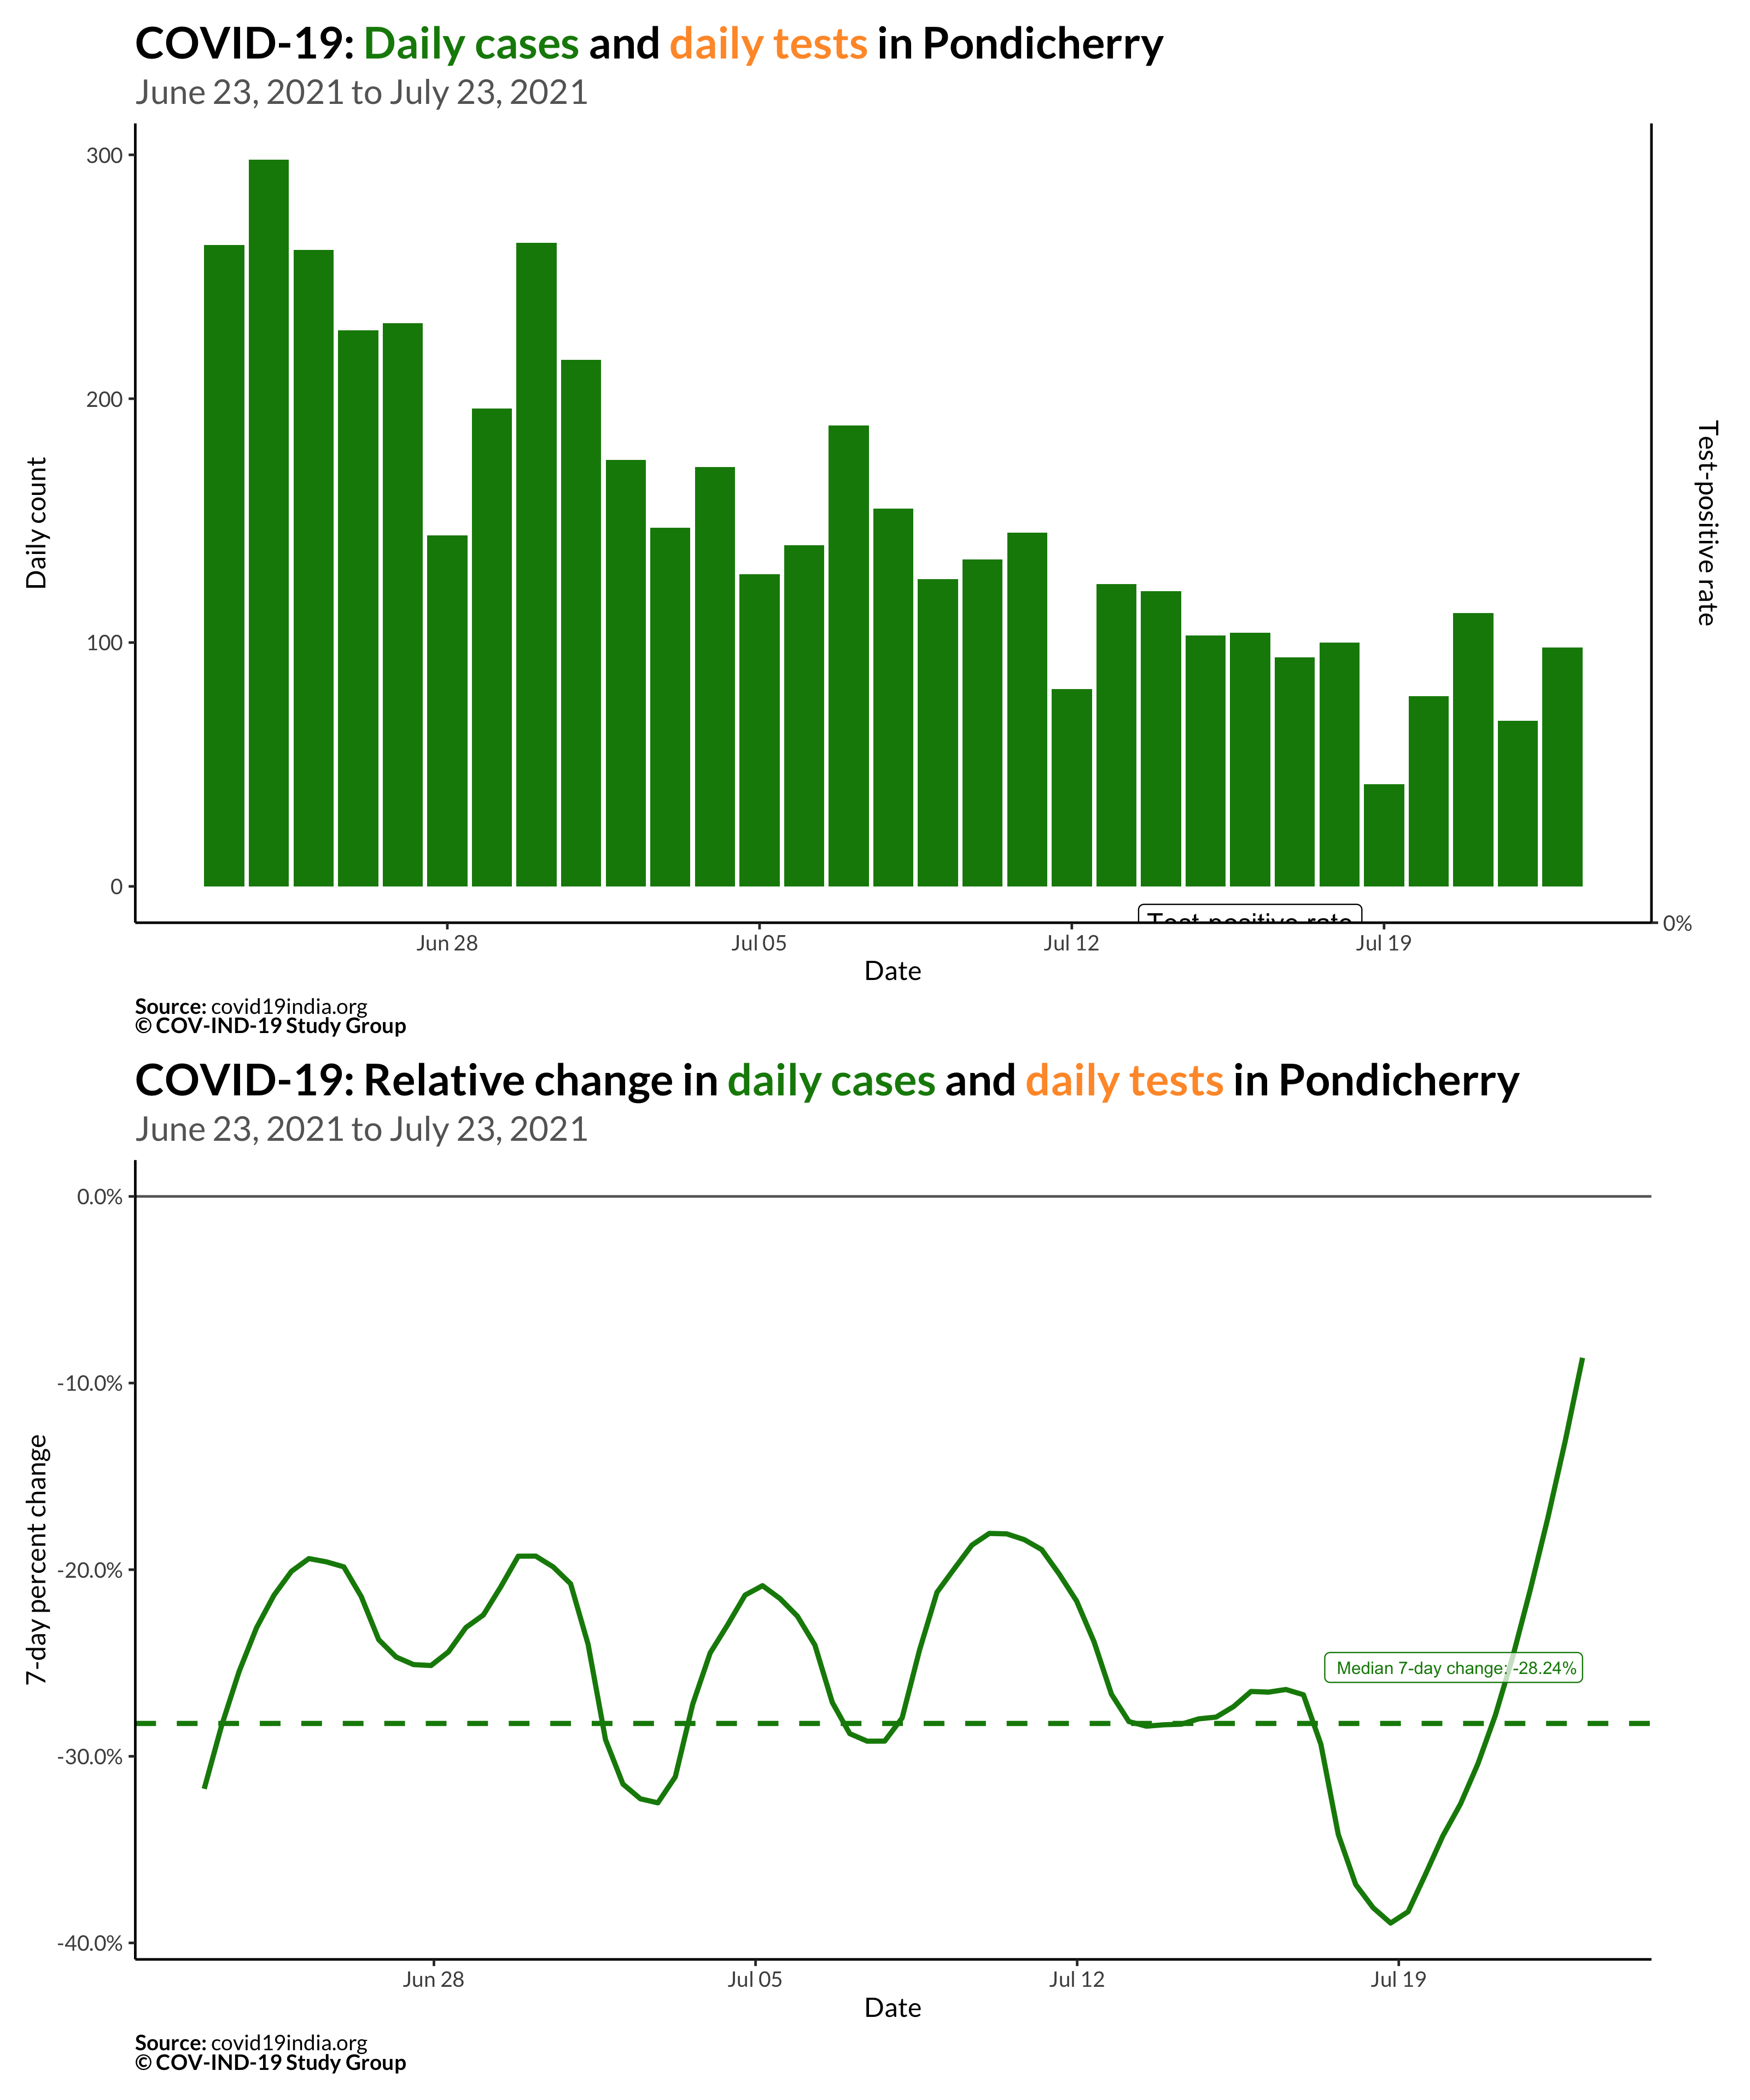 COVID-19: Daily cases and daily tests in Pondicherry
June 23, 2021 to July 23, 2021
300
200
100
0
Daily count
Test-positive rate
Test-positive rate
0%
Jun 28
Jul 05
Jul 12
Jul 19
Date
Source: covid19india.org
© COV-IND-19 Study Group
COVID-19: Relative change in daily cases and daily tests in Pondicherry
June 23, 2021 to July 23, 2021
0.0%
-10.0%
-20.0%
-30.0%
-40.0%
7-day percent change
Median 7-day change: -28.24%
Jun 28
Jul 05
Jul 12
Jul 19
Date
Source: covid19india.org
© COV-IND-19 Study Group